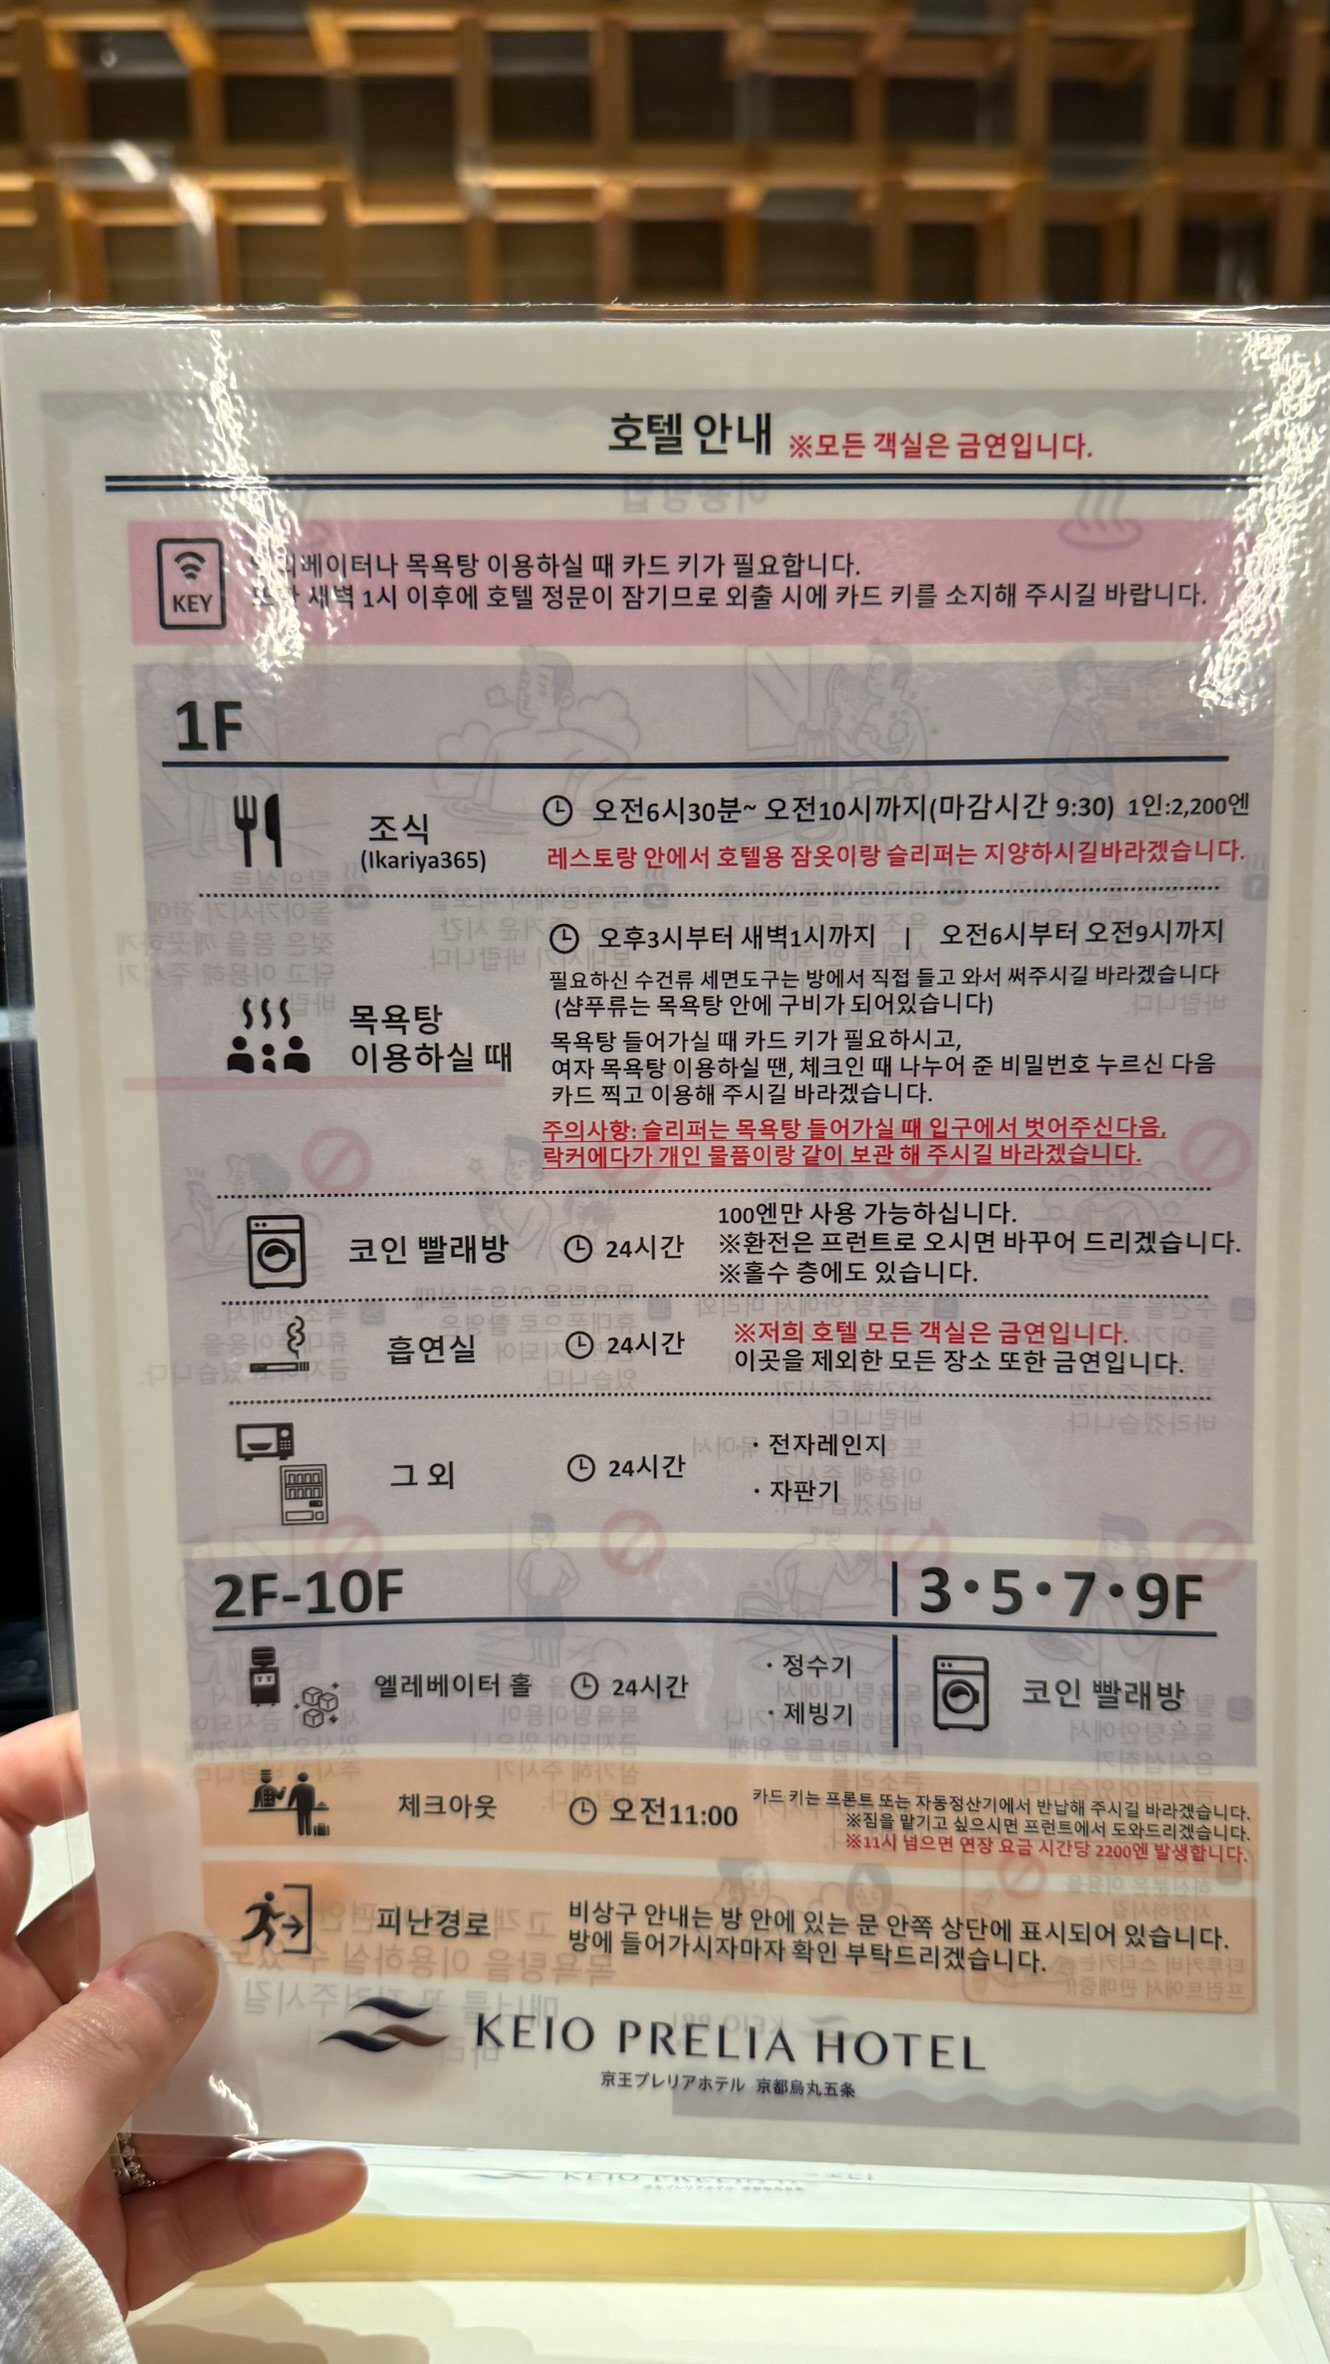 호텔 안내 ※모든 객실은 금연입니다.
KEY
베이터나 목욕탕 이용하실 때 카드 키가 필요합니다.
새벽 1시 이후에 호텔 정문이 잠기므로 외출 시에 카드 키를 소지해 주시길 바랍니다.
1F
조식
(Ikariya365)
오전6시30분~ 오전10시까지(마감시간 9:30) 1인:2,200엔
레스토랑 안에서 호텔용 잠옷이랑 슬리퍼는 지양하시길바라겠습니다.
목욕탕
이용하실 때
오후3시부터 새벽1시까지 | 오전6시부터 오전9시까지
필요하신 수건류 세면도구는 방에서 직접 들고 와서 써주시길 바라겠습니다
(샴푸류는 목욕탕 안에 구비가 되어있습니다)
목욕탕 들어가실 때 카드 키가 필요하시고,
여자 목욕탕 이용하실 땐, 체크인 때 나누어 준 비밀번호 누르신 다음
카드 찍고 이용해 주시길 바라겠습니다.
주의사항: 슬리퍼는 목욕탕 들어가실 때 입구에서 벗어주신다음,
락커에다가 개인 물품이랑 같이 보관 해 주시길 바라겠습니다.
코인 빨래방
24시간
100엔만 사용 가능하십니다.
※환전은 프런트로 오시면 바꾸어 드리겠습니다.
※홀수 층에도 있습니다.
흡연실
24시간
※저희 호텔 모든 객실은 금연입니다.
이곳을 제외한 모든 장소 또한 금연입니다.
그 외
24시간
・전자레인지
・자판기
2F-10F
엘레베이터 홀
24시간
・정수기
・제빙기
3・5・7・9F
코인 빨래방
체크아웃
오전11:00
카드 키는 프론트 또는 자동정산기에서 반납해 주시길 바라겠습니다.
※짐을 맡기고 싶으시면 프런트에서 도와드리겠습니다.
※11시 넘으면 연장 요금 시간당 2200엔 발생합니다.
피난경로
비상구 안내는 방 안에 있는 문 안쪽 상단에 표시되어 있습니다.
방에 들어가시자마자 확인 부탁드리겠습니다.
KEIO PRELIA HOTEL
京王プレリアホテル 京都烏丸五条